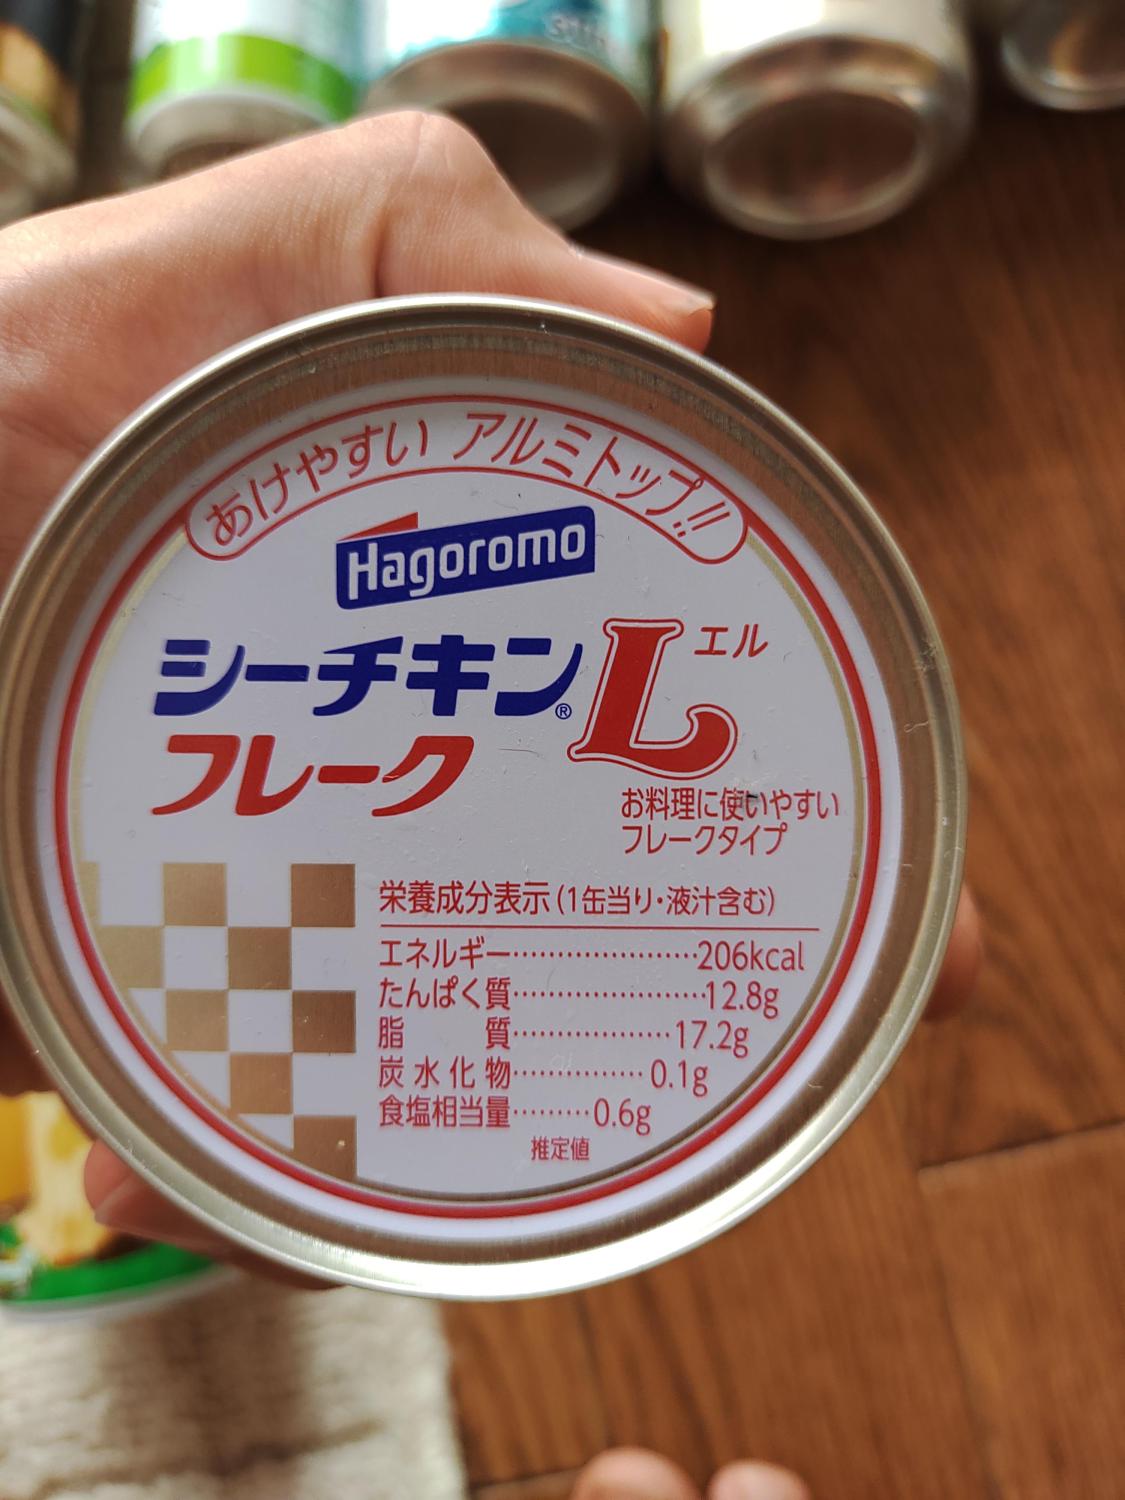 あけやすい アルミトップ!!
Hagoromo
シーチキン® L エル
フレーク
お料理に使いやすい
フレークタイプ
栄養成分表示(1缶当り・液汁含む)
エネルギー…………………206kcal
たんぱく質…………………12.8g
脂質………………17.2g
炭水化物……………0.1g
食塩相当量………0.6g
推定値